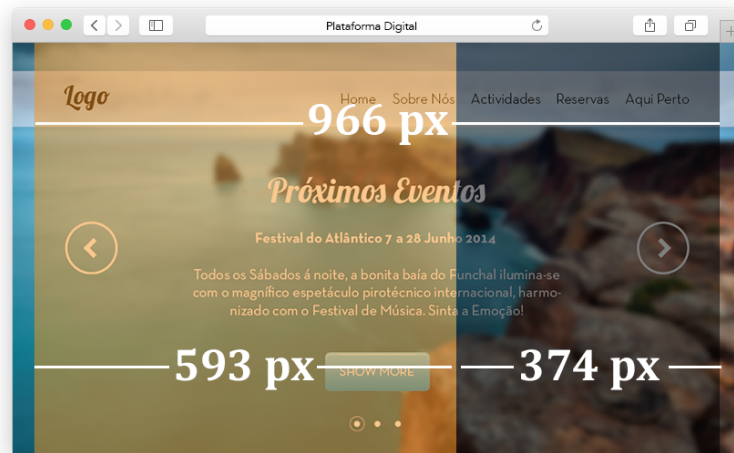 Plataforma Digital
Logo
Home Sobre Nós Actividades Reservas Aqui Perto
966 px
Próximos Eventos
Festival do Atlântico 7 a 28 Junho 2014
Todos os Sábados á noite, a bonita baía do Funchal ilumina-se
com o magnífico espetáculo pirotécnico internacional, harmo-
nizado com o Festival de Música. Sinta a Emoção!
593 px
SHOW MORE
374 px